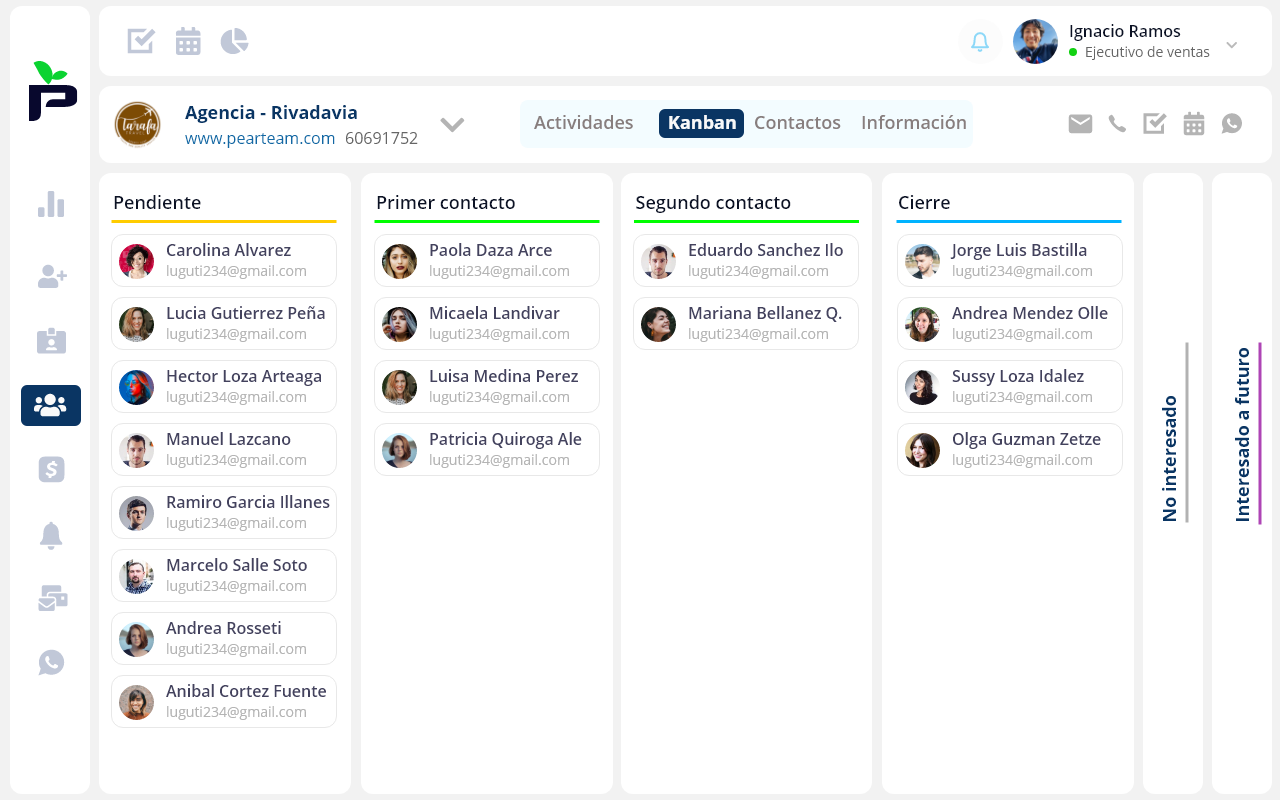 Ignacio Ramos
Ejecutivo de ventas
tarafa
Agencia - Rivadavia
www.pearteam.com 60691752
Actividades Kanban Contactos Información
Pendiente
Carolina Alvarez
luguti234@gmail.com
Lucia Gutierrez Peña
luguti234@gmail.com
Hector Loza Arteaga
luguti234@gmail.com
Manuel Lazcano
luguti234@gmail.com
Ramiro Garcia Illanes
luguti234@gmail.com
Marcelo Salle Soto
luguti234@gmail.com
Andrea Rosseti
luguti234@gmail.com
Anibal Cortez Fuente
luguti234@gmail.com
Primer contacto
Paola Daza Arce
luguti234@gmail.com
Micaela Landivar
luguti234@gmail.com
Luisa Medina Perez
luguti234@gmail.com
Patricia Quiroga Ale
luguti234@gmail.com
Segundo contacto
Eduardo Sanchez Ilo
luguti234@gmail.com
Mariana Bellanez Q.
luguti234@gmail.com
Cierre
Jorge Luis Bastilla
luguti234@gmail.com
Andrea Mendez Olle
luguti234@gmail.com
Sussy Loza Idalez
luguti234@gmail.com
Olga Guzman Zetze
luguti234@gmail.com
No interesado
Interesado a futuro